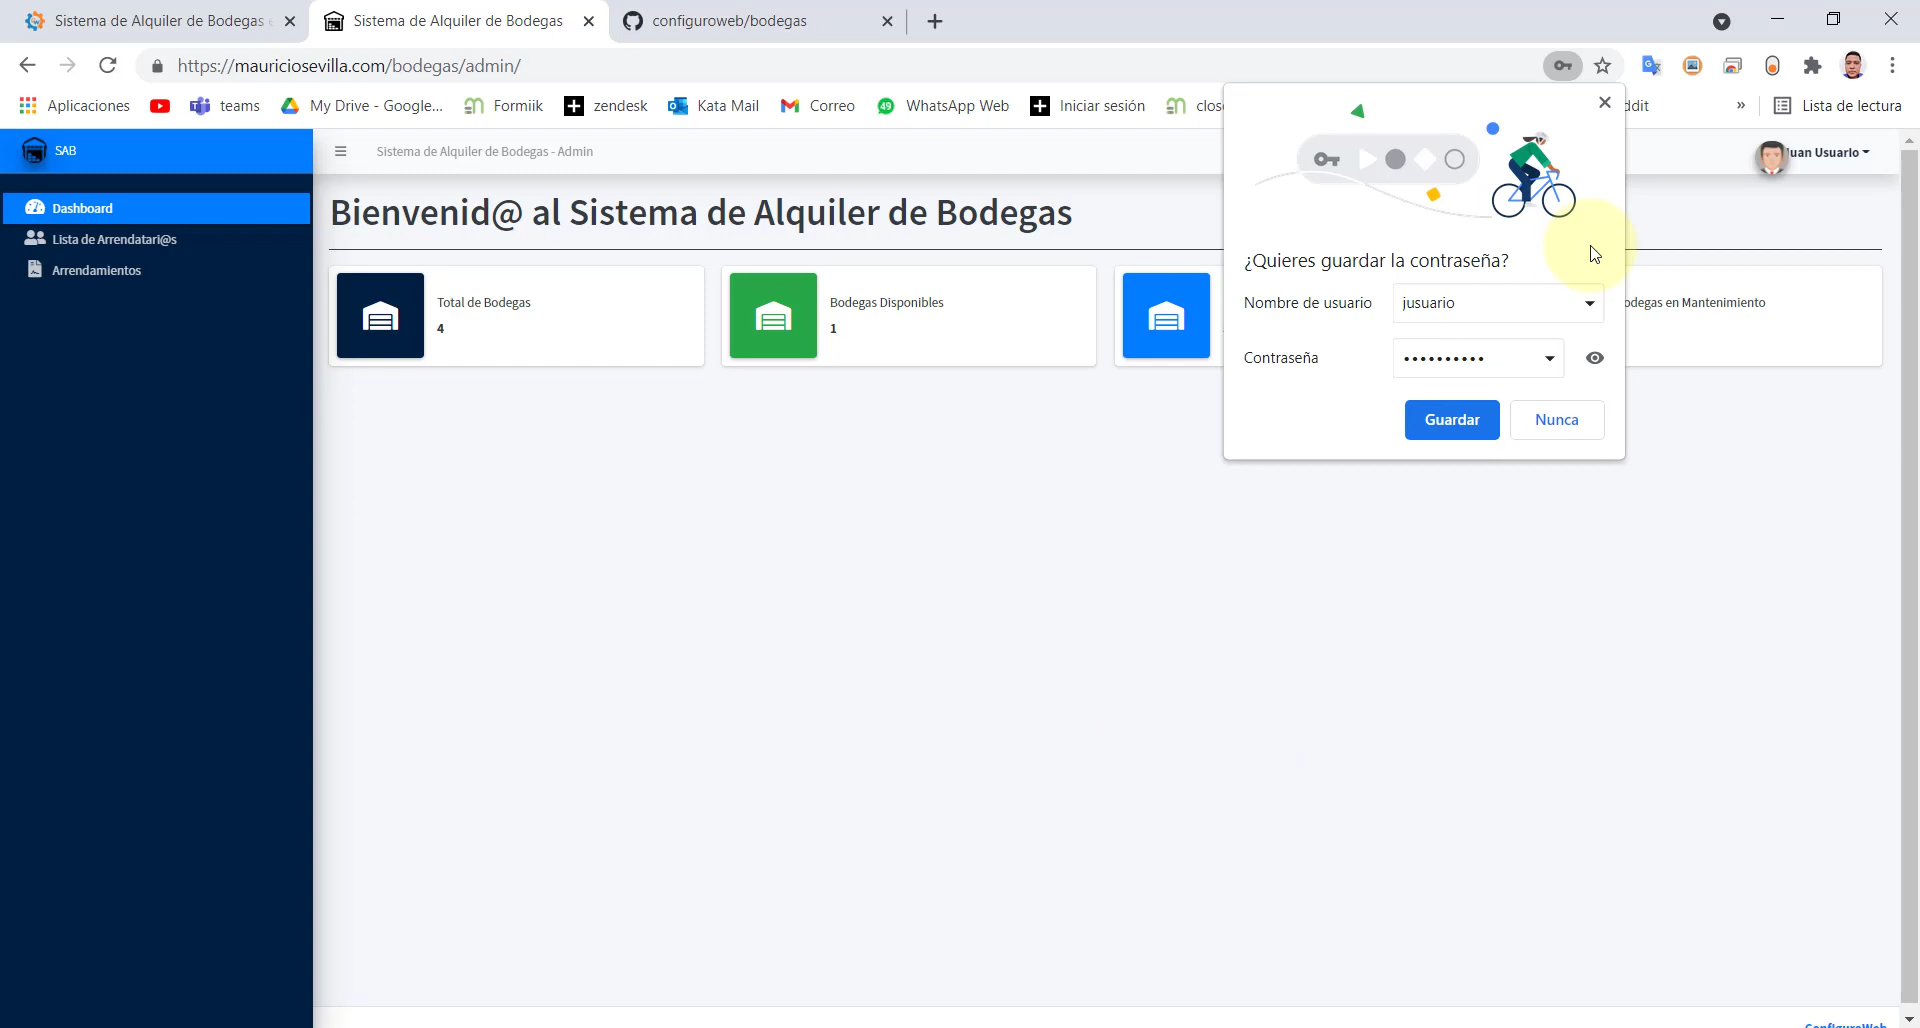 Sistema de Alquiler de Bodegas
Sistema de Alquiler de Bodegas
configuroweb/bodegas
https://mauriciosevilla.com/bodegas/admin/
Aplicaciones
teams
My Drive - Google...
Formiik
zendesk
Kata Mail
Correo
49
WhatsApp Web
Iniciar sesión
»
Lista de lectura
SAB
Sistema de Alquiler de Bodegas - Admin
uan Usuario
Dashboard
Lista de Arrendatari@s
Arrendamientos
Bienvenid@ al Sistema de Alquiler de Bodegas
Total de Bodegas
4
Bodegas Disponibles
1
odegas en Mantenimiento
¿Quieres guardar la contraseña?
Nombre de usuario
jusuario
Contraseña
••••••••••
Guardar
Nunca